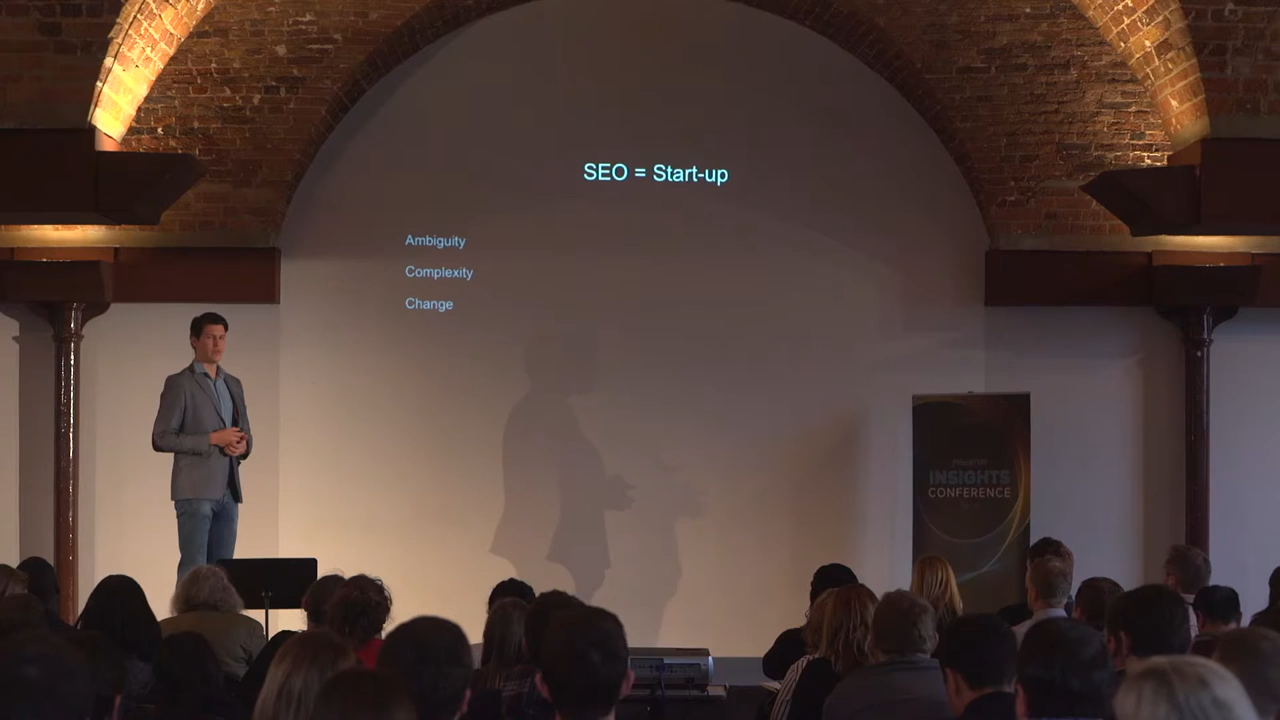 SEO = Start-up
Ambiguity
Complexity
Change
INSIGHTS
CONFERENCE